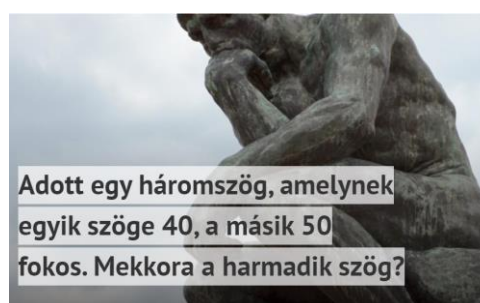 Adott egy háromszög, amelynek
egyik szöge 40, a másik 50
fokos. Mekkora a harmadik szög?